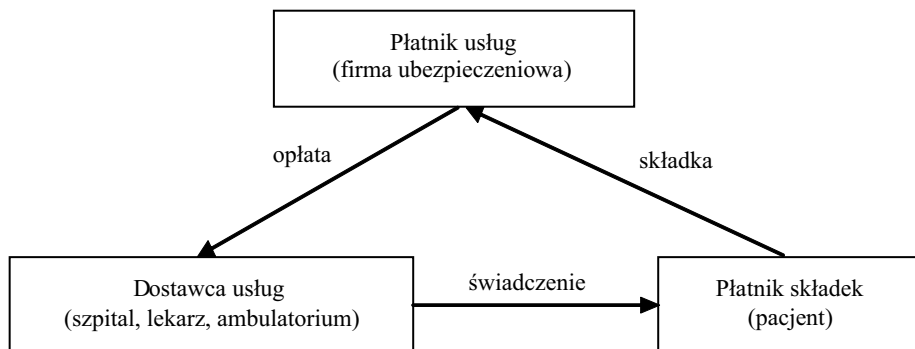 Płatnik usług
(firma ubezpieczeniowa)
opłata
składka
Dostawca usług
(szpital, lekarz, ambulatorium)
świadczenie
Płatnik składek
(pacjent)